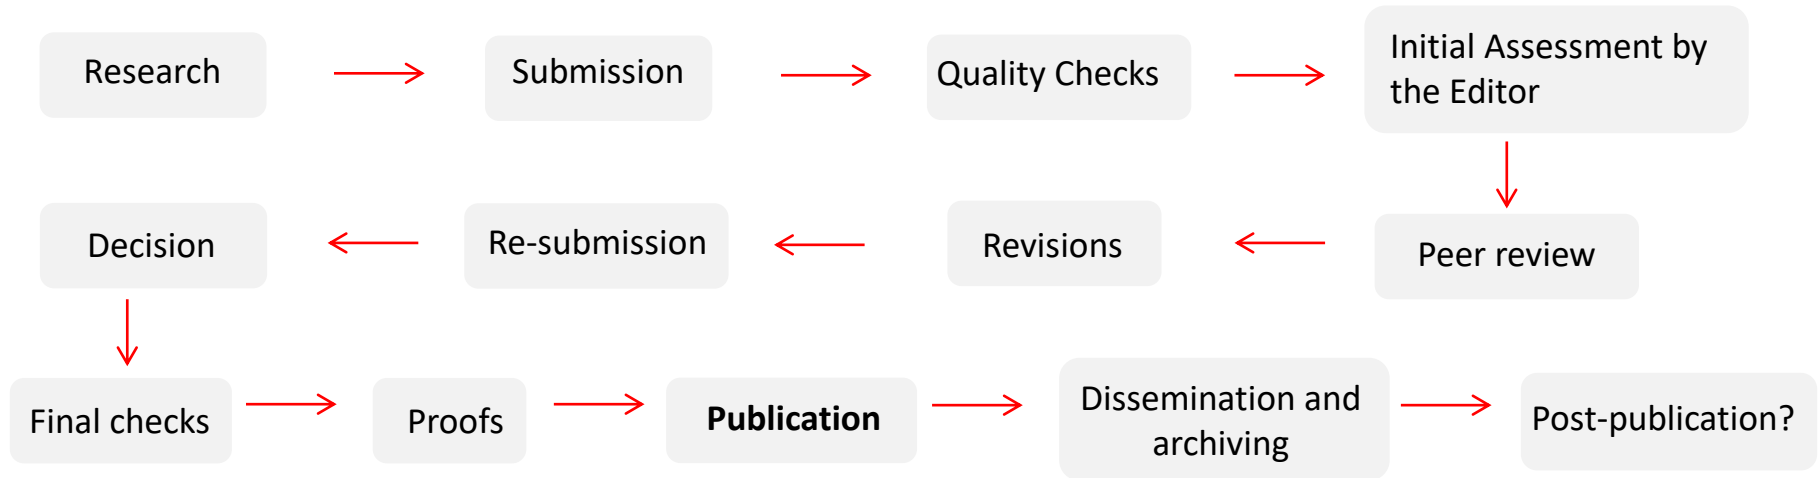 Research
Submission
Quality Checks
Initial Assessment by
the Editor
Peer review
Revisions
Re-submission
Decision
Final checks
Proofs
Publication
Dissemination and
archiving
Post-publication?